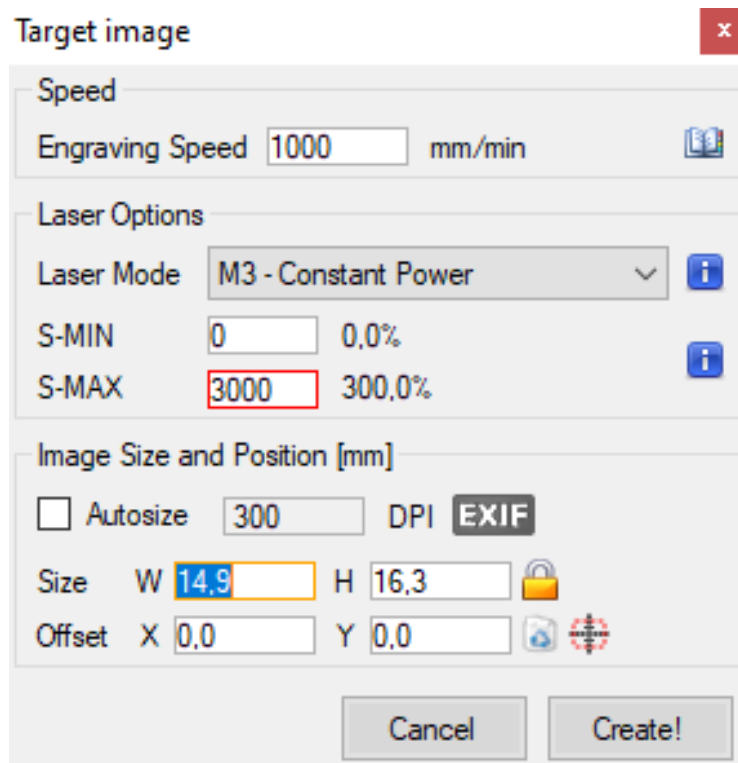 Target image
x
Speed
Engraving Speed 1000 mm/min
Laser Options
Laser Mode M3 - Constant Power
S-MIN 0 0,0%
S-MAX 3000 300,0%
Image Size and Position [mm]
Autosize 300 DPI EXIF
Size W 14,9 H 16,3
Offset X 0,0 Y 0,0
Cancel Create!